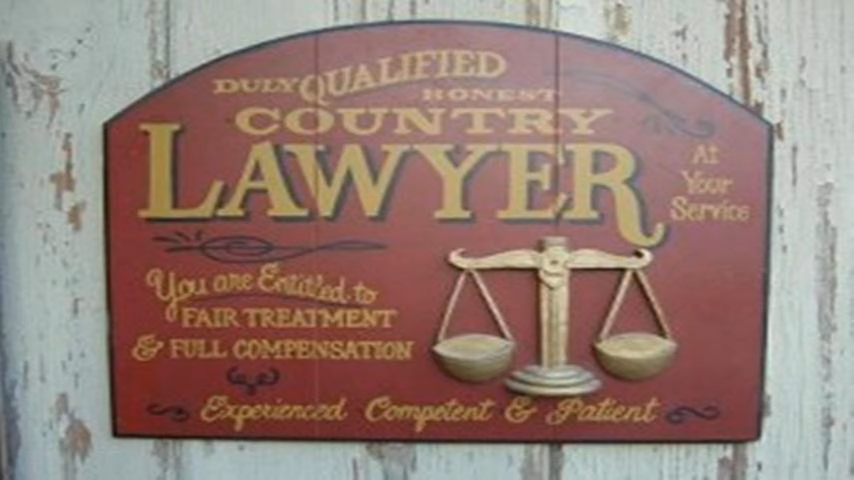 DULY QUALIFIED
HONEST
COUNTRY
LAWYER
At
Your
Service
You are Entitled to
FAIR TREATMENT
& FULL COMPENSATION
Experienced Competent & Patient